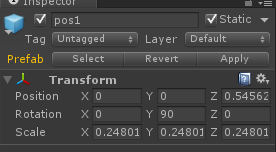 Inspector
pos1 Static
Tag Untagged Layer Default
Prefab Select Revert Apply
Transform
Position X 0 Y 0 Z 0.54562
Rotation X 0 Y 90 Z 0
Scale X 0.24801 Y 0.24801 Z 0.24801